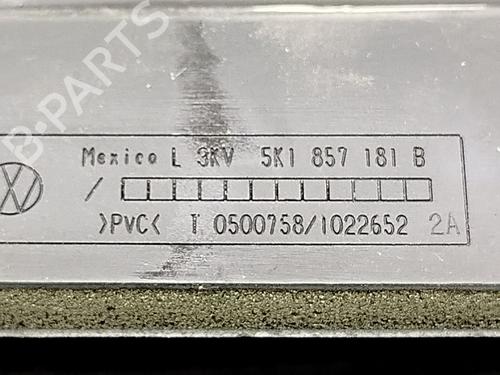 B-PARTS
Mexico L 3KV 5K1 857 181 B
/
>PVC< T 0500758/1022652 2A